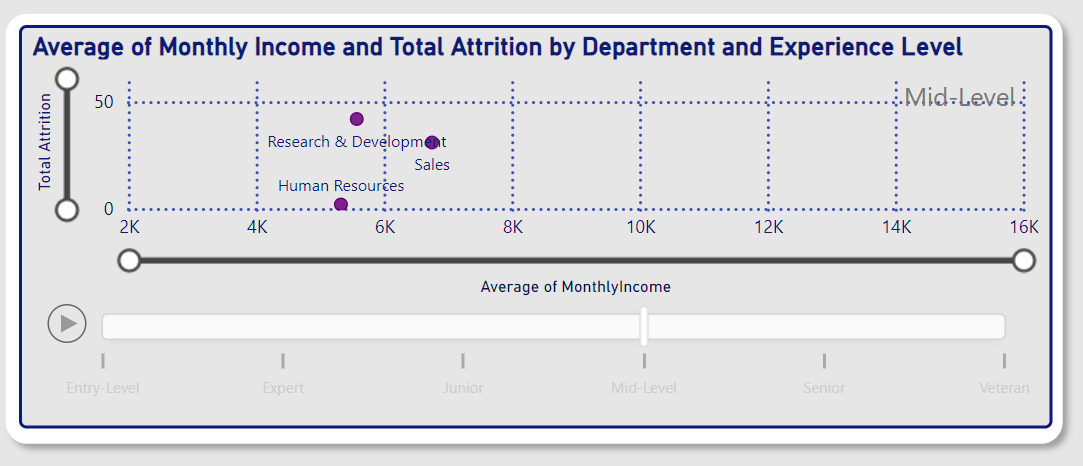 Average of Monthly Income and Total Attrition by Department and Experience Level
Total Attrition
50
Mid-Level
Research & Development
Sales
Human Resources
0
2K 4K 6K 8K 10K 12K 14K 16K
Average of MonthlyIncome
Entry-Level Expert Junior Mid-Level Senior Veteran